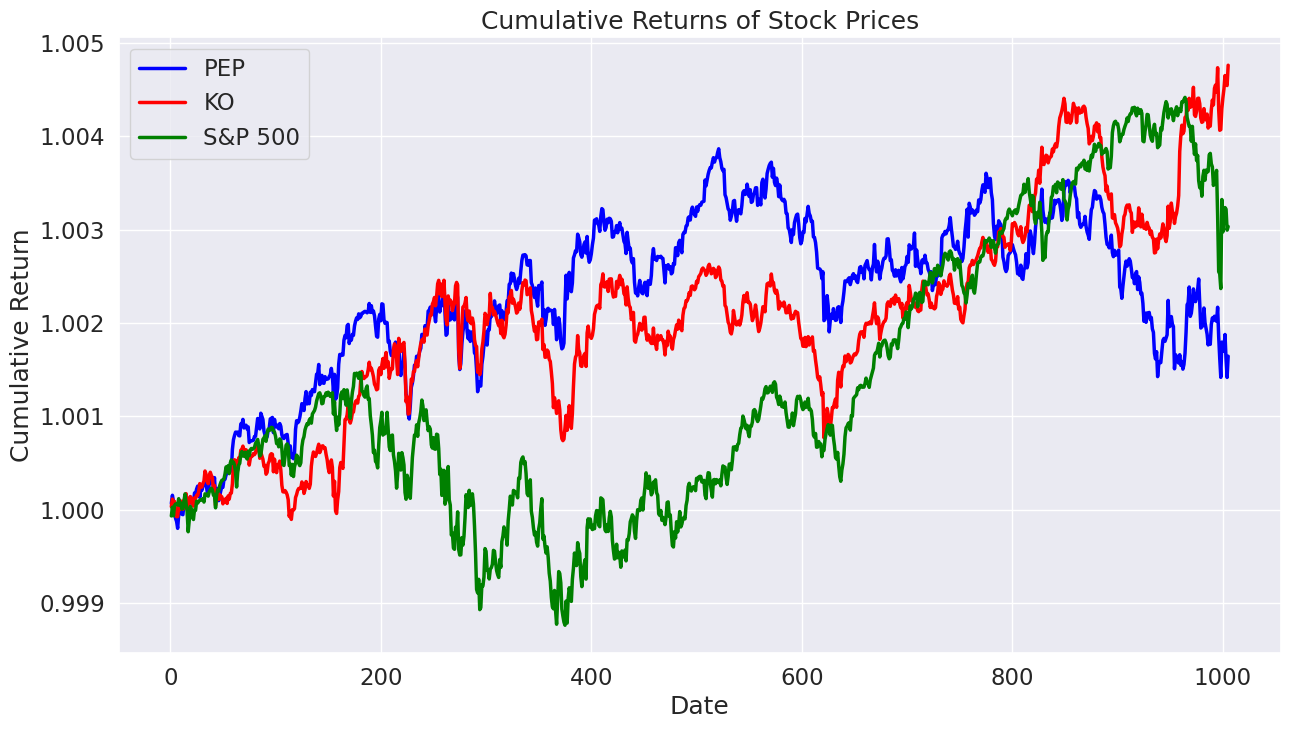 Cumulative Returns of Stock Prices
1.005
1.004
1.003
1.002
1.001
1.000
0.999
Cumulative Return
PEP
KO
S&P 500
0
200
400
600
800
1000
Date